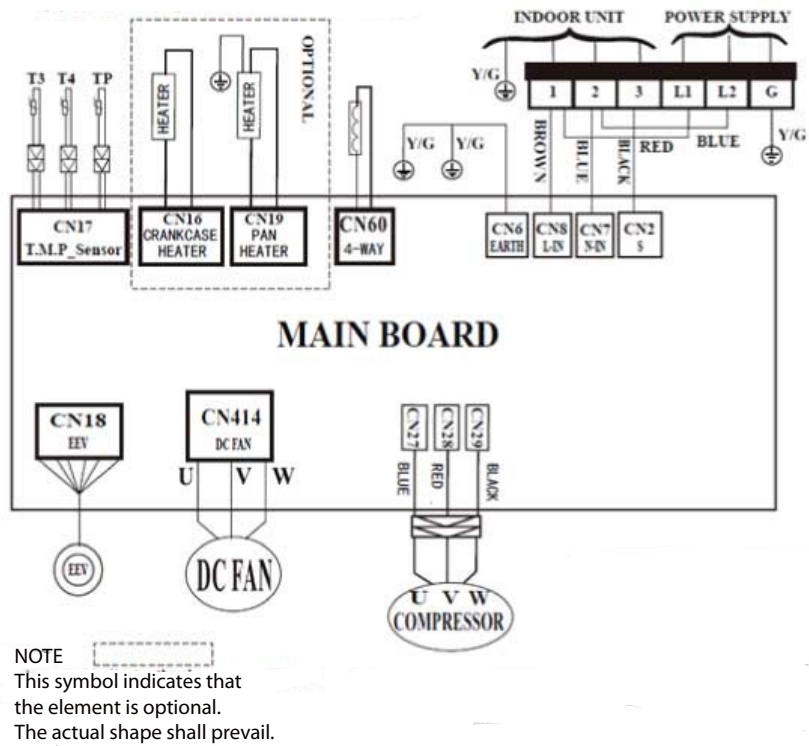 INDOOR UNIT POWER SUPPLY
T3 T4 TP
HEATER
HEATER
OPTIONAL
Y/G
1 2 3 L1 L2 G
Y/G Y/G
BROWN
BLUE
BLACK
RED
BLUE
Y/G
CN17
T.M.P_Sensor
CN16
CRANKCASE
HEATER
CN19
PAN
HEATER
CN60
4-WAY
CN6
EARTH
CN8
L-IN
CN7
N-IN
CN2
S
MAIN BOARD
CN18
EEV
CN414
DC FAN
CN27
CN28
CN29
U V W
BLUE
RED
BLACK
EEV
DC FAN
U V W
COMPRESSOR
NOTE
This symbol indicates that
the element is optional.
The actual shape shall prevail.